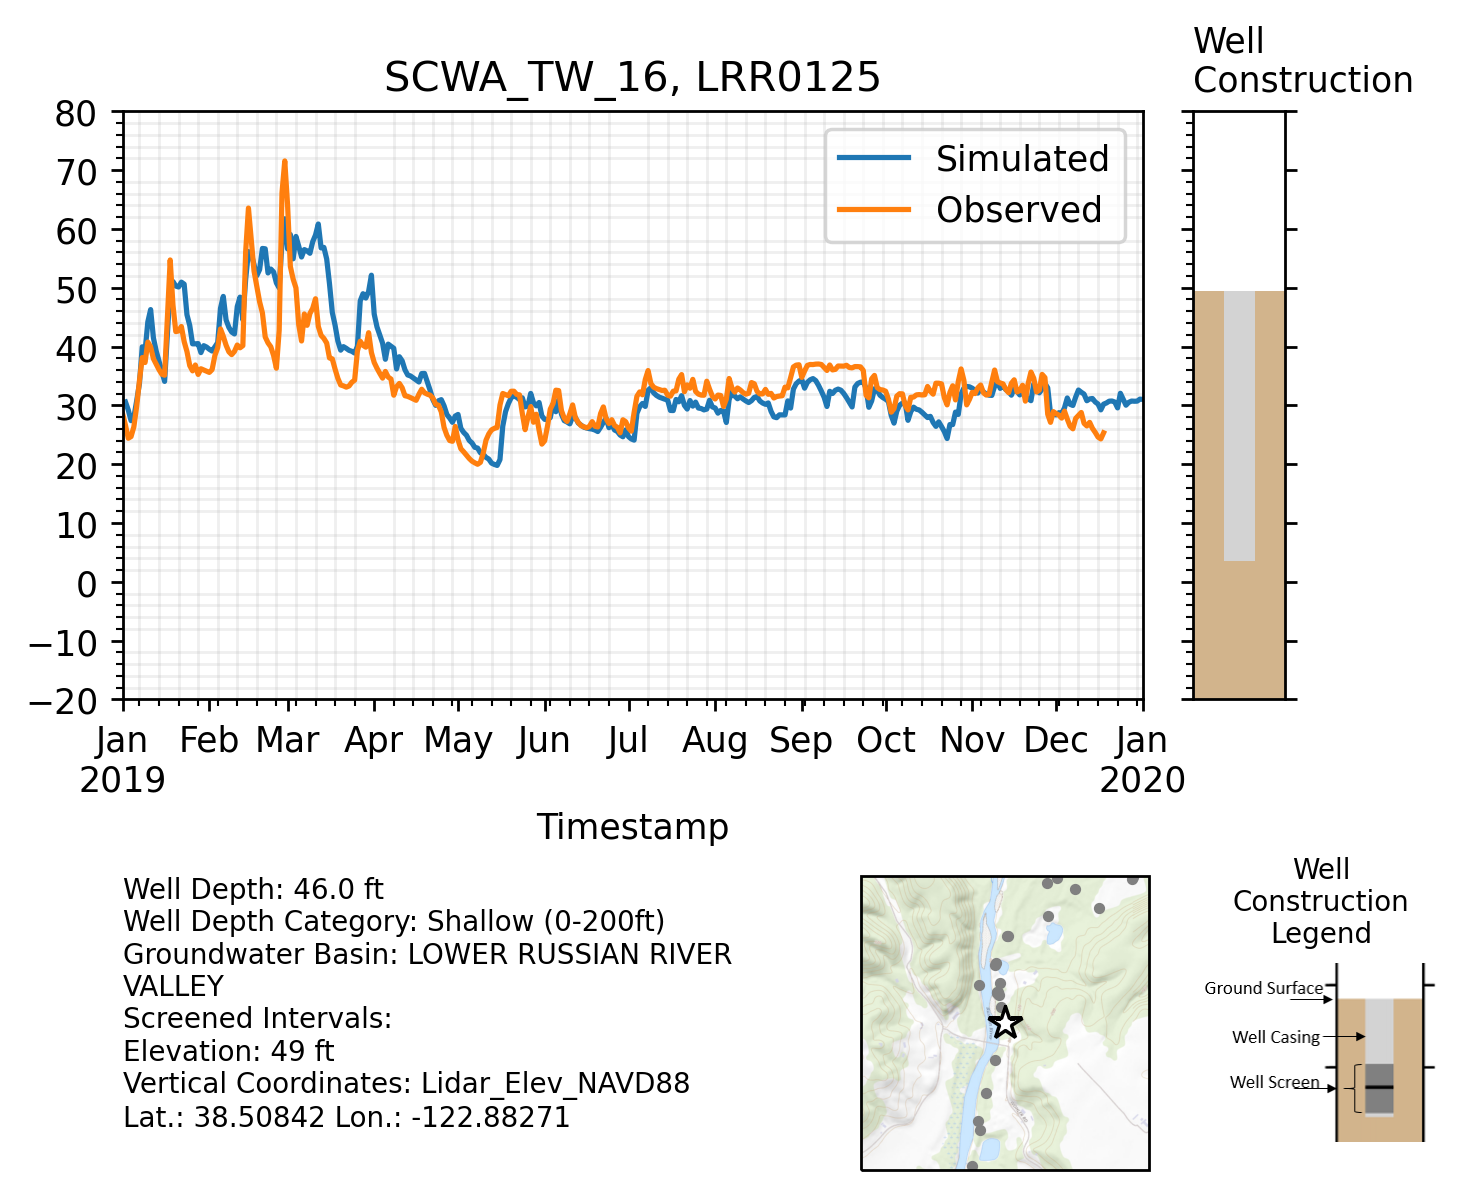 Well
Construction
SCWA_TW_16, LRR0125
80
70
60
50
40
30
20
10
0
−10
−20
Simulated
Observed
Jan Feb Mar Apr May Jun Jul Aug Sep Oct Nov Dec Jan
2019 2020
Timestamp
Well Depth: 46.0 ft
Well Depth Category: Shallow (0-200ft)
Groundwater Basin: LOWER RUSSIAN RIVER
VALLEY
Screened Intervals:
Elevation: 49 ft
Vertical Coordinates: Lidar_Elev_NAVD88
Lat.: 38.50842 Lon.: -122.88271
Well
Construction
Legend
Ground Surface
Well Casing
Well Screen